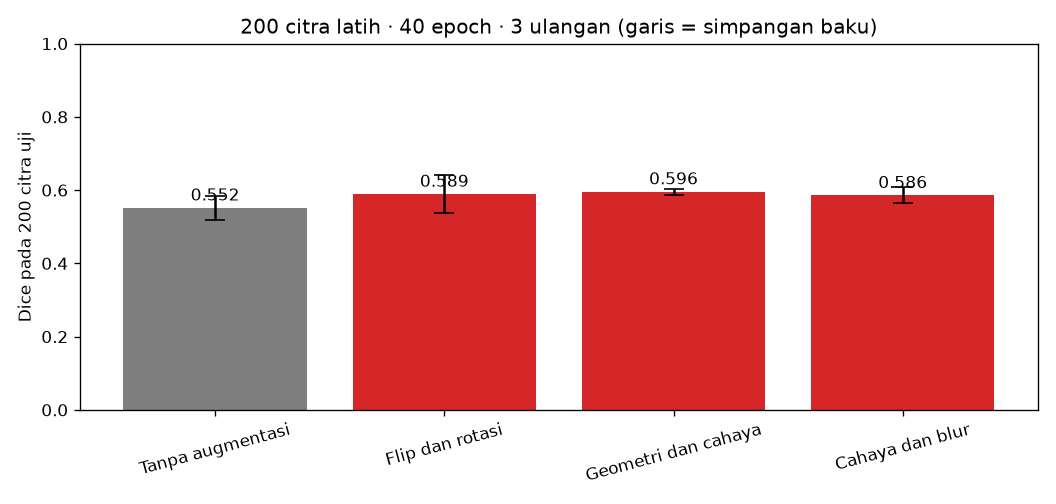 200 citra latih · 40 epoch · 3 ulangan (garis = simpangan baku)
Dice pada 200 citra uji
1.0
0.8
0.6
0.4
0.2
0.0
0.552
0.589
0.596
0.586
Tanpa augmentasi
Flip dan rotasi
Geometri dan cahaya
Cahaya dan blur